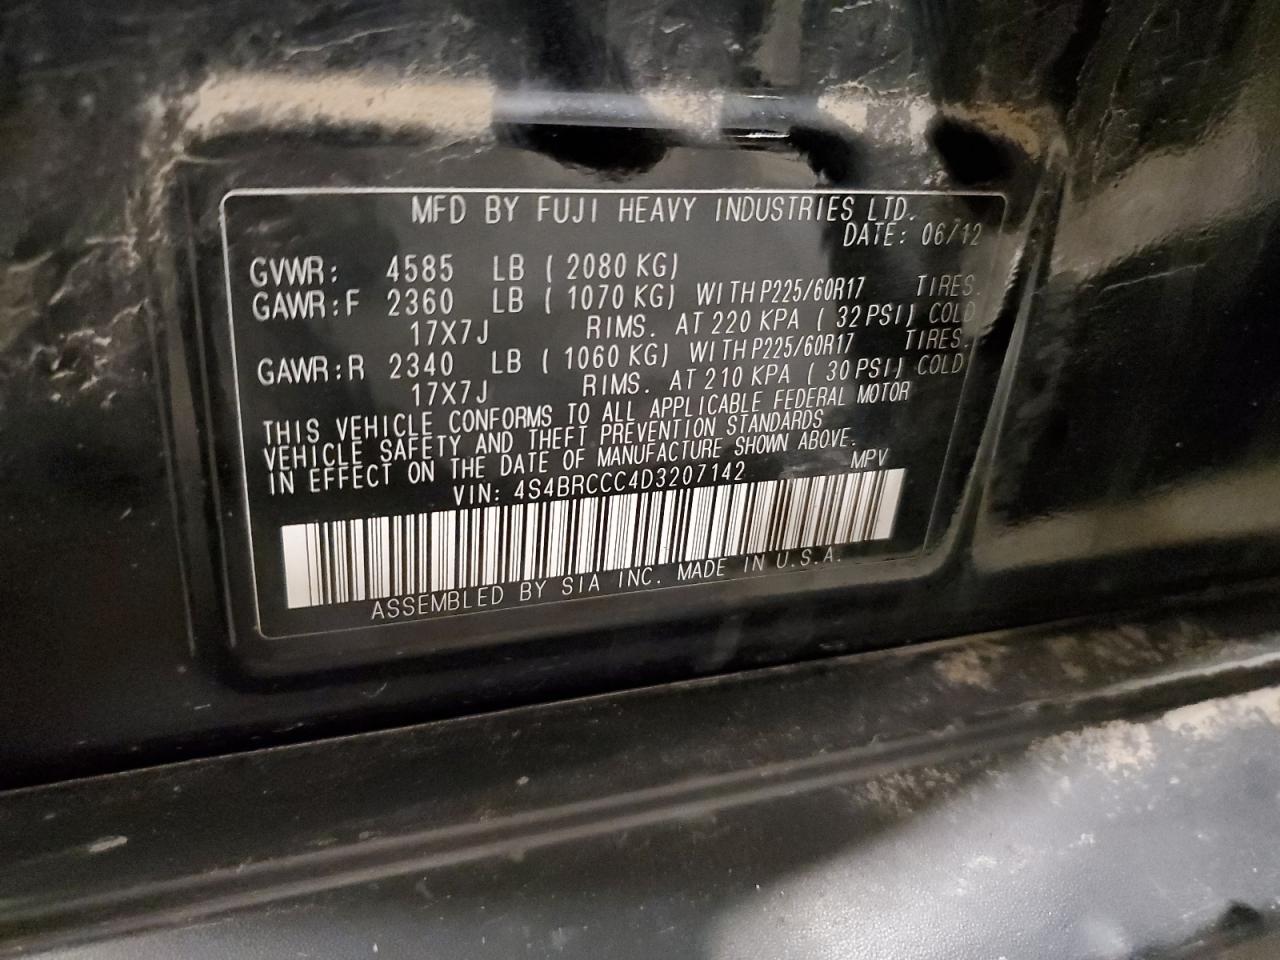 MFD BY FUJI HEAVY INDUSTRIES LTD.
DATE: 06/12
GVWR: 4585 LB ( 2080 KG)
GAWR:F 2360 LB ( 1070 KG) WITH P225/60R17 TIRES.
17X7J RIMS. AT 220 KPA ( 32 PSI) COLD
GAWR:R 2340 LB ( 1060 KG) WITH P225/60R17 TIRES.
17X7J RIMS. AT 210 KPA ( 30 PSI) COLD
THIS VEHICLE CONFORMS TO ALL APPLICABLE FEDERAL MOTOR
VEHICLE SAFETY AND THEFT PREVENTION STANDARDS
IN EFFECT ON THE DATE OF MANUFACTURE SHOWN ABOVE.
VIN: 4S4BRCCC4D3207142 MPV
ASSEMBLED BY SIA INC. MADE IN U.S.A.